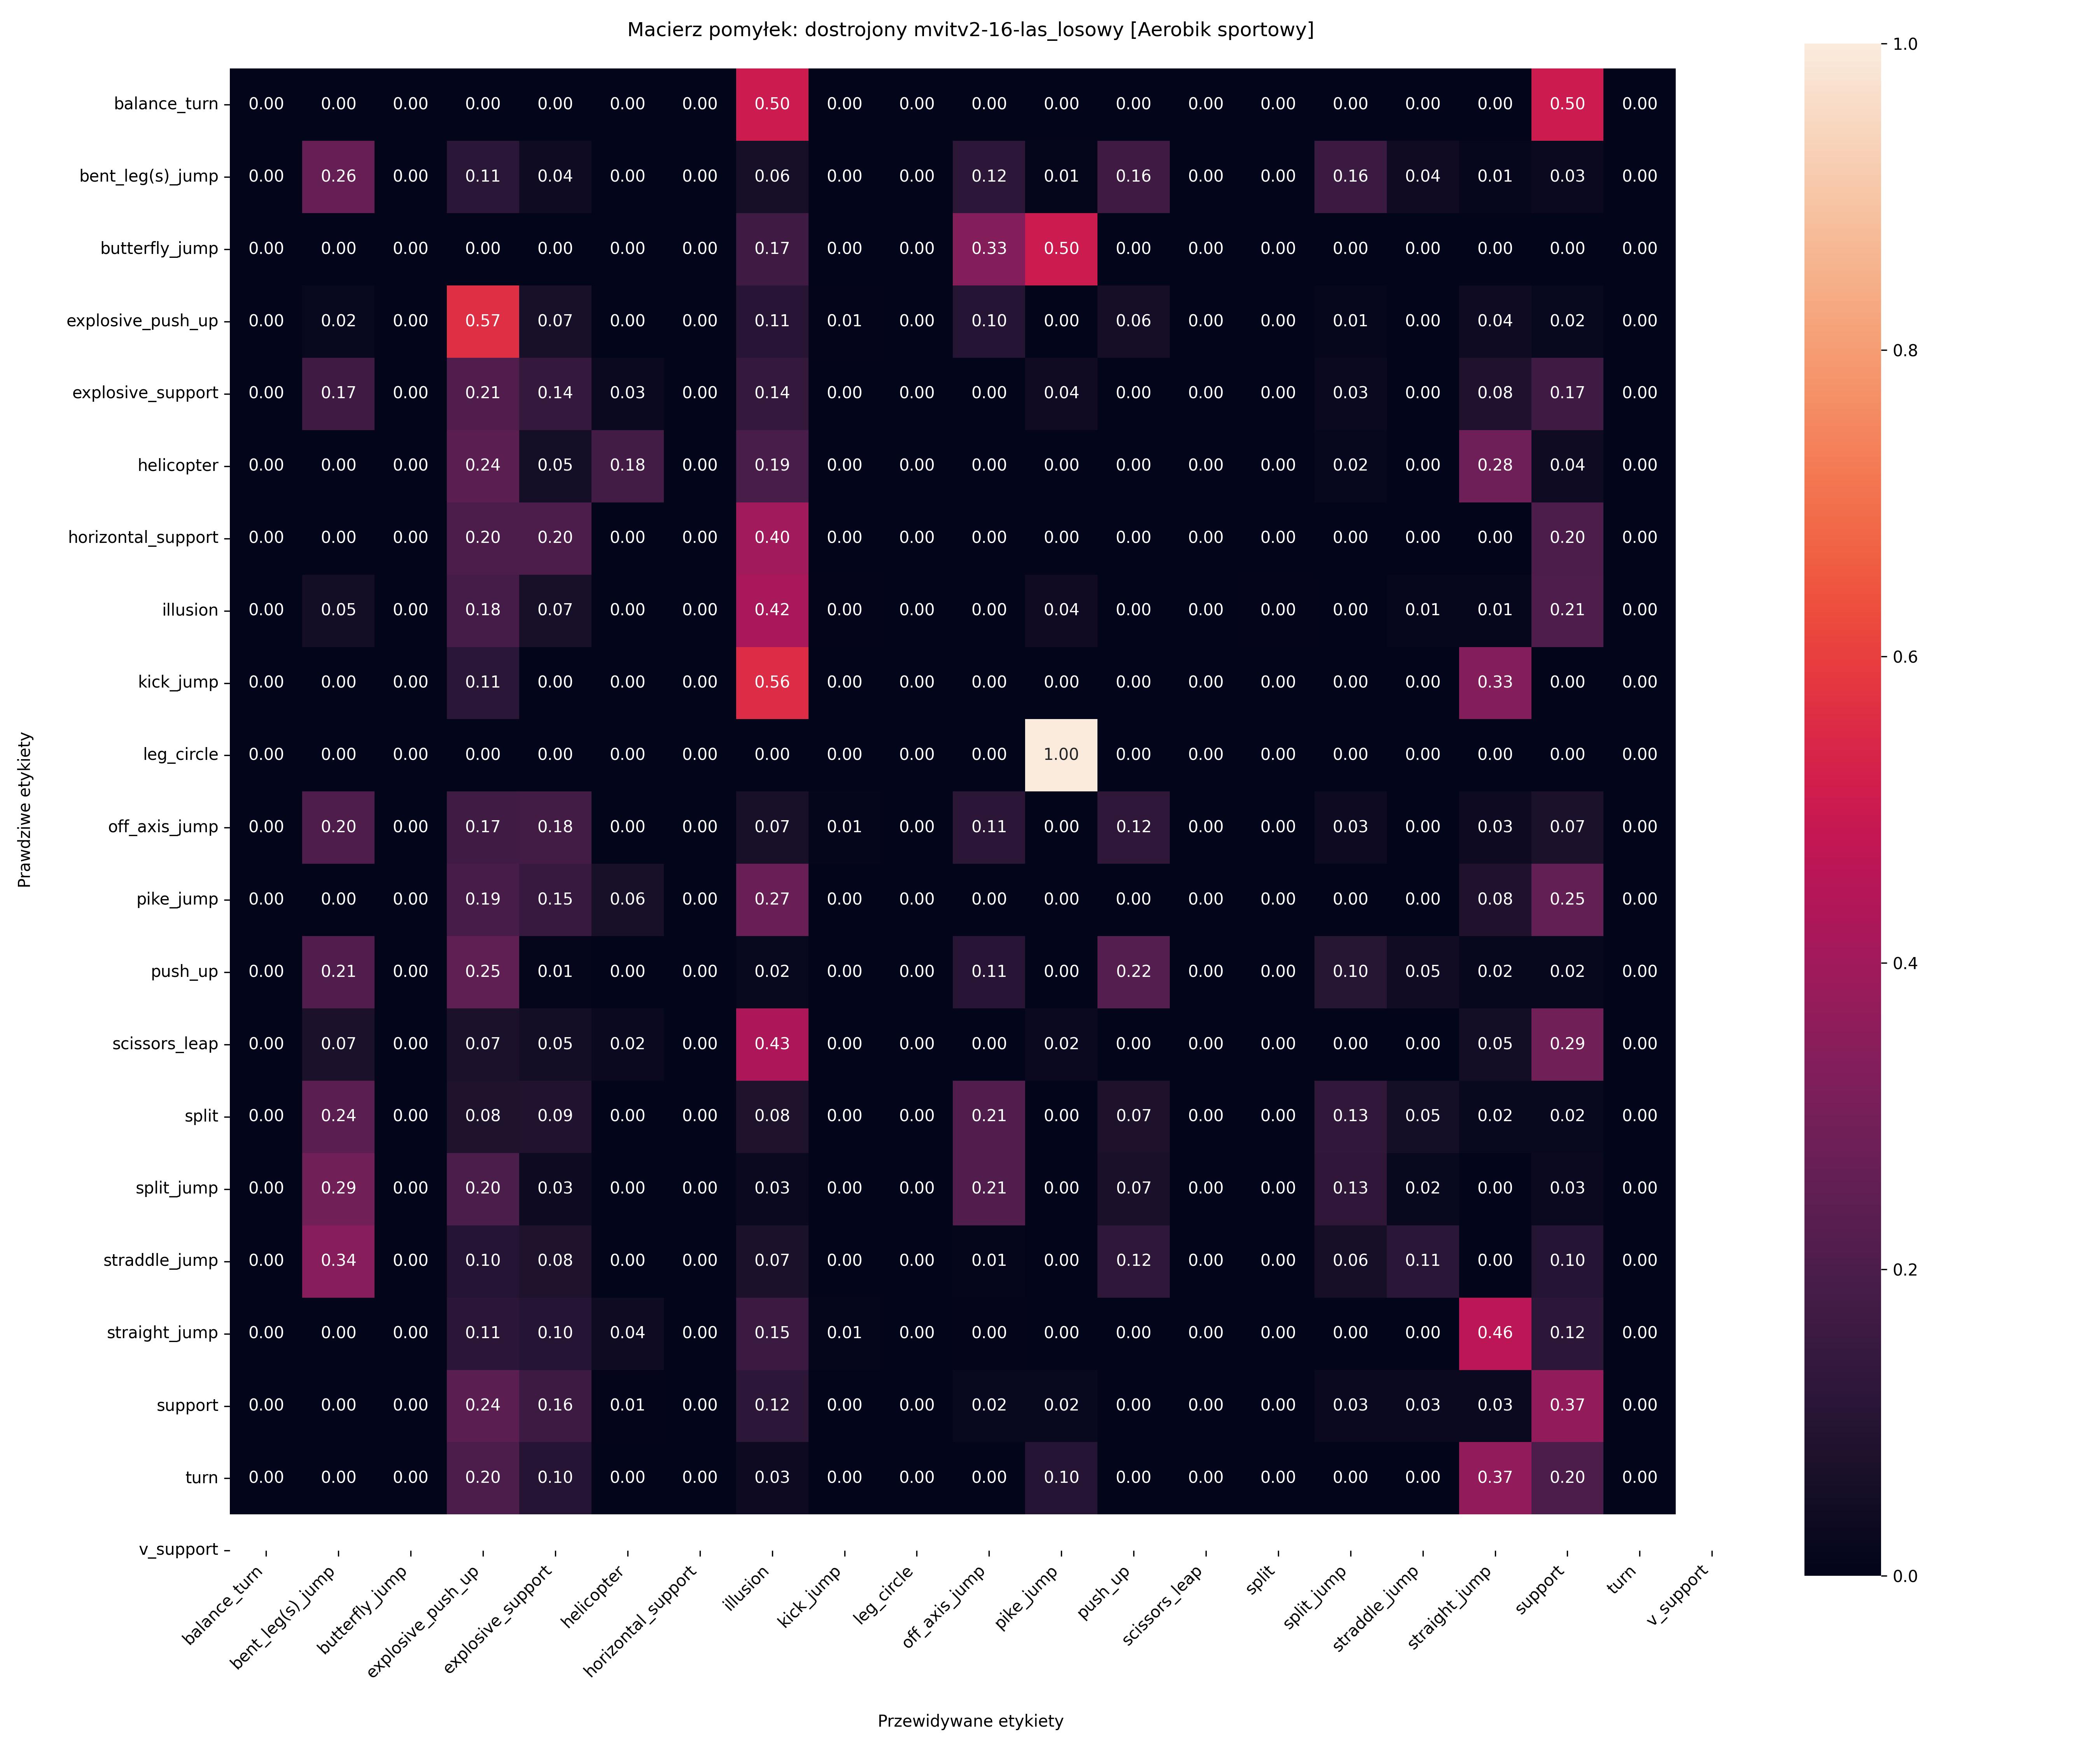 Macierz pomyłek: dostrojony mvitv2-16-las_losowy [Aerobik sportowy]
Prawdziwe etykiety
balance_turn 0.00 0.00 0.00 0.00 0.00 0.00 0.00 0.50 0.00 0.00 0.00 0.00 0.00 0.00 0.00 0.00 0.00 0.00 0.50 0.00
bent_leg(s)_jump 0.00 0.26 0.00 0.11 0.04 0.00 0.00 0.06 0.00 0.00 0.12 0.01 0.16 0.00 0.00 0.16 0.04 0.01 0.03 0.00
butterfly_jump 0.00 0.00 0.00 0.00 0.00 0.00 0.00 0.17 0.00 0.00 0.33 0.50 0.00 0.00 0.00 0.00 0.00 0.00 0.00 0.00
explosive_push_up 0.00 0.02 0.00 0.57 0.07 0.00 0.00 0.11 0.01 0.00 0.10 0.00 0.06 0.00 0.00 0.01 0.00 0.04 0.02 0.00
explosive_support 0.00 0.17 0.00 0.21 0.14 0.03 0.00 0.14 0.00 0.00 0.00 0.04 0.00 0.00 0.00 0.03 0.00 0.08 0.17 0.00
helicopter 0.00 0.00 0.00 0.24 0.05 0.18 0.00 0.19 0.00 0.00 0.00 0.00 0.00 0.00 0.00 0.02 0.00 0.28 0.04 0.00
horizontal_support 0.00 0.00 0.00 0.20 0.20 0.00 0.00 0.40 0.00 0.00 0.00 0.00 0.00 0.00 0.00 0.00 0.00 0.00 0.20 0.00
illusion 0.00 0.05 0.00 0.18 0.07 0.00 0.00 0.42 0.00 0.00 0.00 0.04 0.00 0.00 0.00 0.00 0.01 0.01 0.21 0.00
kick_jump 0.00 0.00 0.00 0.11 0.00 0.00 0.00 0.56 0.00 0.00 0.00 0.00 0.00 0.00 0.00 0.00 0.00 0.33 0.00 0.00
leg_circle 0.00 0.00 0.00 0.00 0.00 0.00 0.00 0.00 0.00 0.00 0.00 1.00 0.00 0.00 0.00 0.00 0.00 0.00 0.00 0.00
off_axis_jump 0.00 0.20 0.00 0.17 0.18 0.00 0.00 0.07 0.01 0.00 0.11 0.00 0.12 0.00 0.00 0.03 0.00 0.03 0.07 0.00
pike_jump 0.00 0.00 0.00 0.19 0.15 0.06 0.00 0.27 0.00 0.00 0.00 0.00 0.00 0.00 0.00 0.00 0.00 0.08 0.25 0.00
push_up 0.00 0.21 0.00 0.25 0.01 0.00 0.00 0.02 0.00 0.00 0.11 0.00 0.22 0.00 0.00 0.10 0.05 0.02 0.02 0.00
scissors_leap 0.00 0.07 0.00 0.07 0.05 0.02 0.00 0.43 0.00 0.00 0.00 0.02 0.00 0.00 0.00 0.00 0.00 0.05 0.29 0.00
split 0.00 0.24 0.00 0.08 0.09 0.00 0.00 0.08 0.00 0.00 0.21 0.00 0.07 0.00 0.00 0.13 0.05 0.02 0.02 0.00
split_jump 0.00 0.29 0.00 0.20 0.03 0.00 0.00 0.03 0.00 0.00 0.21 0.00 0.07 0.00 0.00 0.13 0.02 0.00 0.03 0.00
straddle_jump 0.00 0.34 0.00 0.10 0.08 0.00 0.00 0.07 0.00 0.00 0.01 0.00 0.12 0.00 0.00 0.06 0.11 0.00 0.10 0.00
straight_jump 0.00 0.00 0.00 0.11 0.10 0.04 0.00 0.15 0.01 0.00 0.00 0.00 0.00 0.00 0.00 0.00 0.00 0.46 0.12 0.00
support 0.00 0.00 0.00 0.24 0.16 0.01 0.00 0.12 0.00 0.00 0.02 0.02 0.00 0.00 0.00 0.03 0.03 0.03 0.37 0.00
turn 0.00 0.00 0.00 0.20 0.10 0.00 0.00 0.03 0.00 0.00 0.00 0.10 0.00 0.00 0.00 0.00 0.00 0.37 0.20 0.00
v_support
balance_turn
bent_leg(s)_jump
butterfly_jump
explosive_push_up
explosive_support
helicopter
horizontal_support
illusion
kick_jump
leg_circle
off_axis_jump
pike_jump
push_up
scissors_leap
split
split_jump
straddle_jump
straight_jump
support
turn
v_support
Przewidywane etykiety
1.0
0.8
0.6
0.4
0.2
0.0